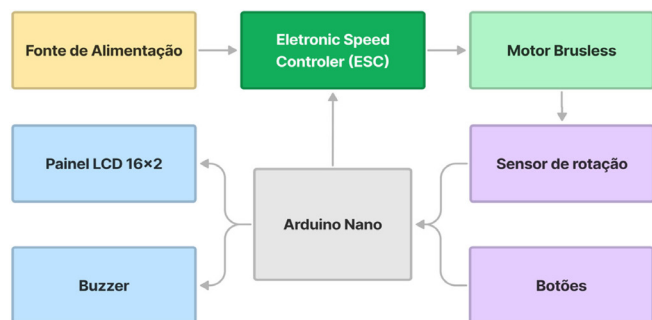 Fonte de Alimentação
Eletronic Speed
Controler (ESC)
Motor Brusless
Painel LCD 16×2
Arduino Nano
Sensor de rotação
Buzzer
Botões